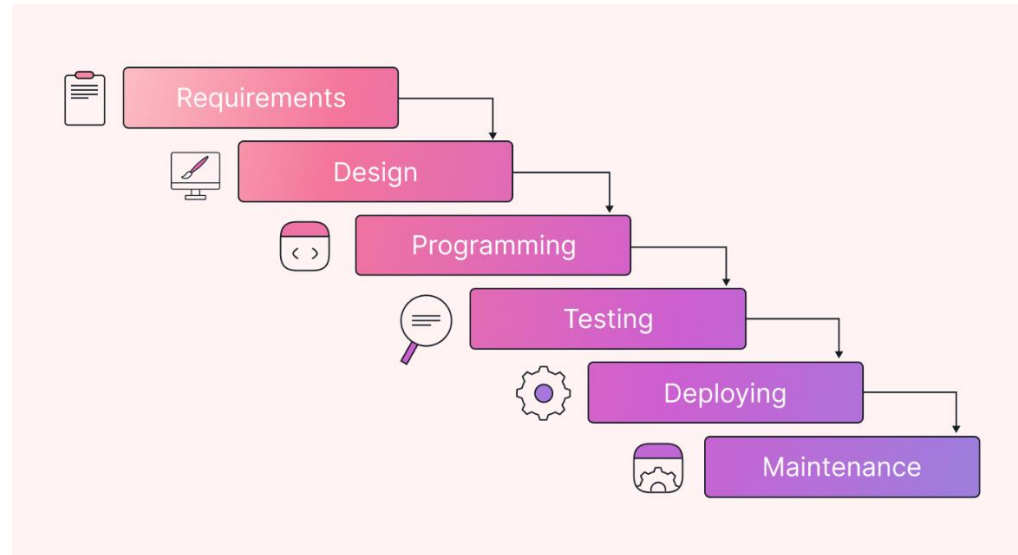 Requirements
Design
Programming
Testing
Deploying
Maintenance